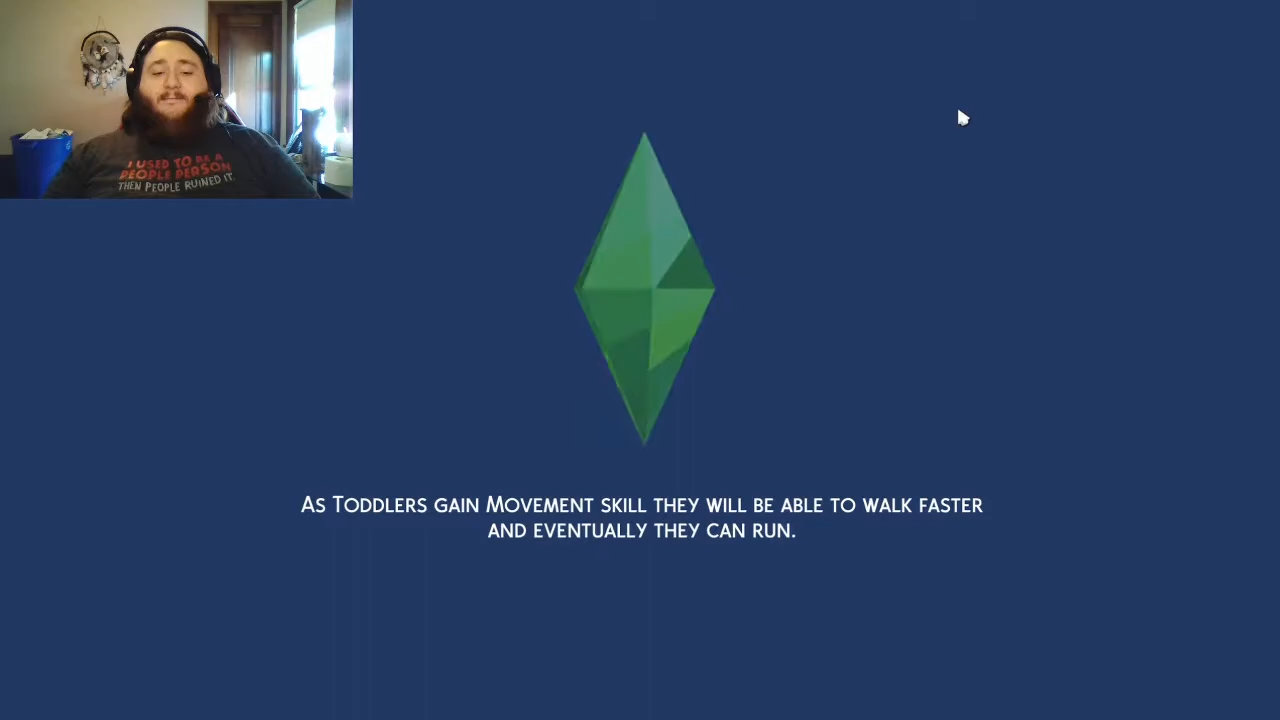 I USED TO BE A
PEOPLE PERSON
THEN PEOPLE RUINED IT.
AS TODDLERS GAIN MOVEMENT SKILL THEY WILL BE ABLE TO WALK FASTER
AND EVENTUALLY THEY CAN RUN.